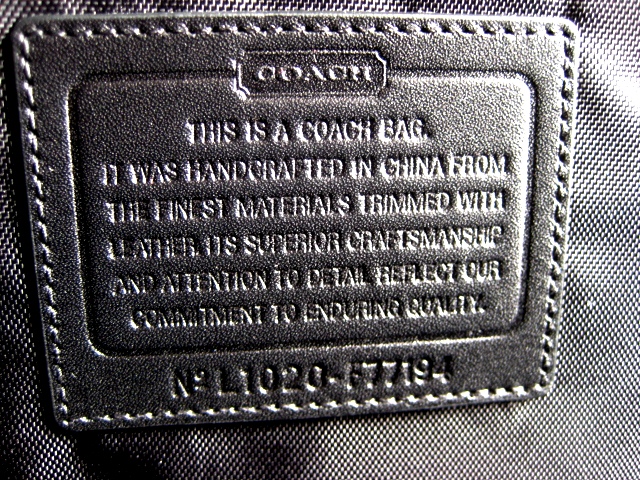 COACH
THIS IS A COACH BAG.
IT WAS HANDCRAFTED IN CHINA FROM
THE FINEST MATERIALS TRIMMED WITH
LEATHER. ITS SUPERIOR CRAFTSMANSHIP
AND ATTENTION TO DETAIL REFLECT OUR
COMMITMENT TO ENDURING QUALITY.
Nº L1020-F77194